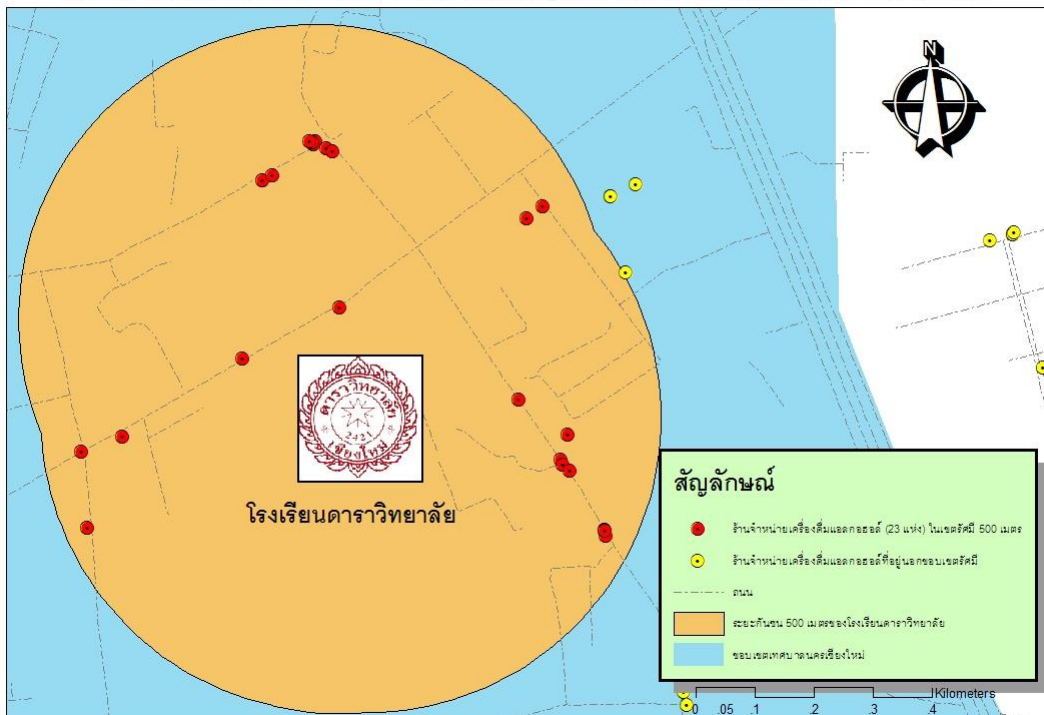 N
ดาราวิทยาลัย
2421
เชียงใหม่
โรงเรียนดาราวิทยาลัย
สัญลักษณ์
ร้านจำหน่ายเครื่องดื่มแอลกอฮอล์ (23 แห่ง) ในเขตรัศมี 500 เมตร
ร้านจำหน่ายเครื่องดื่มแอลกอฮอล์ที่อยู่นอกขอบเขตรัศมี
ถนน
ระยะกันชน 500 เมตรของโรงเรียนดาราวิทยาลัย
ขอบเขตเทศบาลนครเชียงใหม่
Kilometers
0 .05 .1 .2 .3 .4